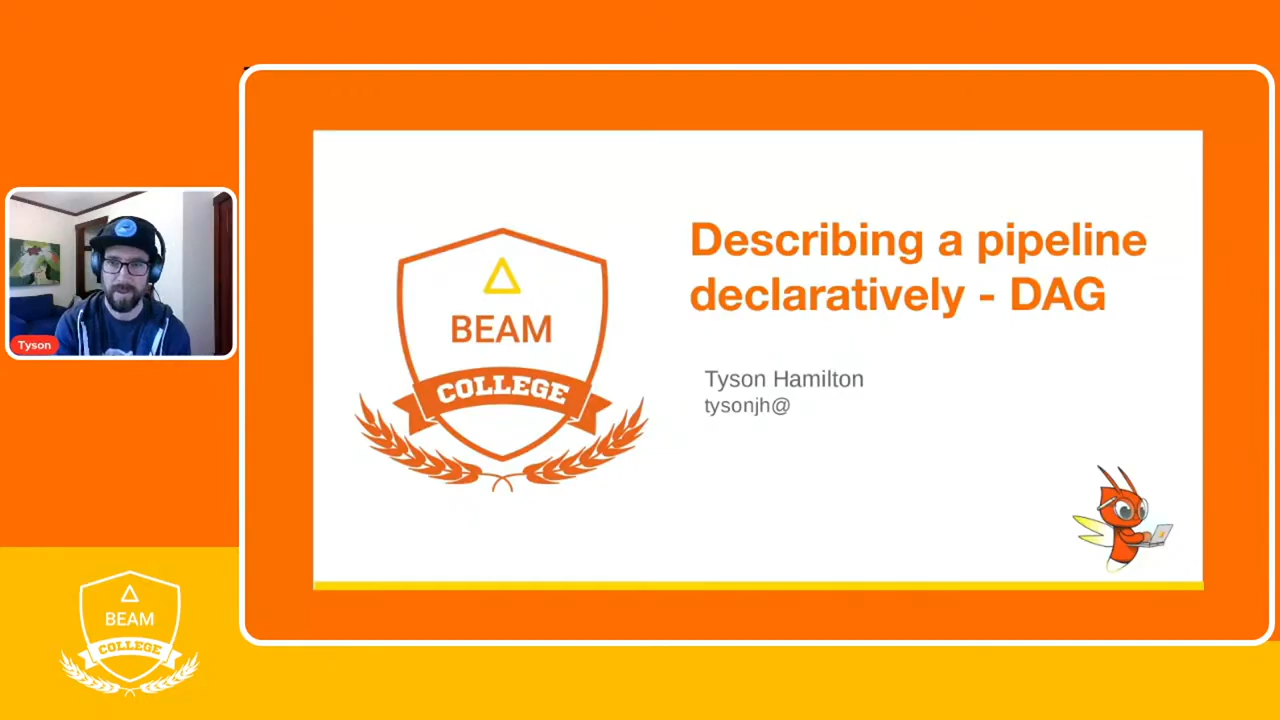 Tyson
BEAM
COLLEGE
BEAM
COLLEGE
Describing a pipeline
declaratively - DAG
Tyson Hamilton
tysonjh@